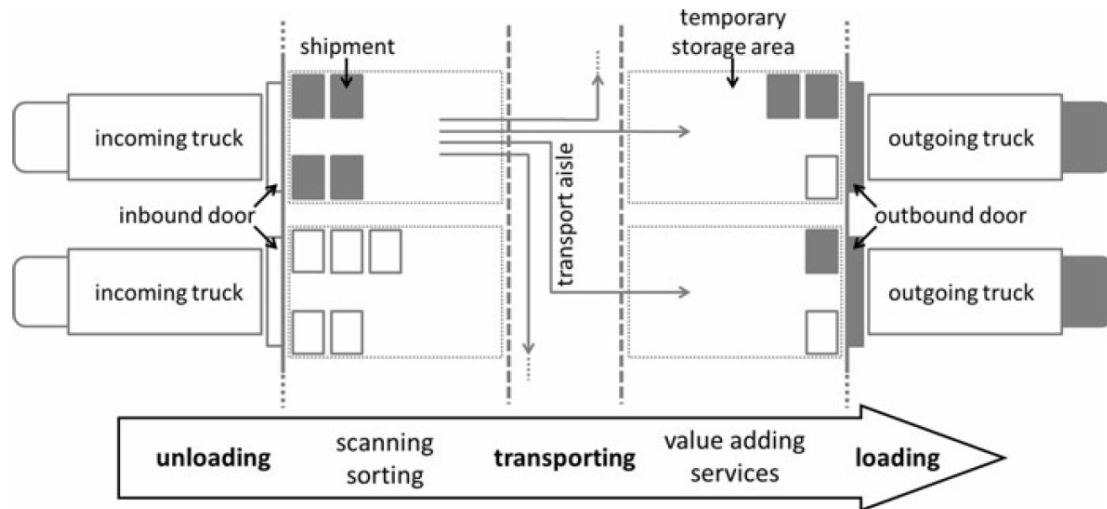 shipment
temporary
storage area
incoming truck
outgoing truck
transport aisle
inbound door
outbound door
incoming truck
outgoing truck
unloading
scanning
sorting
transporting
value adding
services
loading